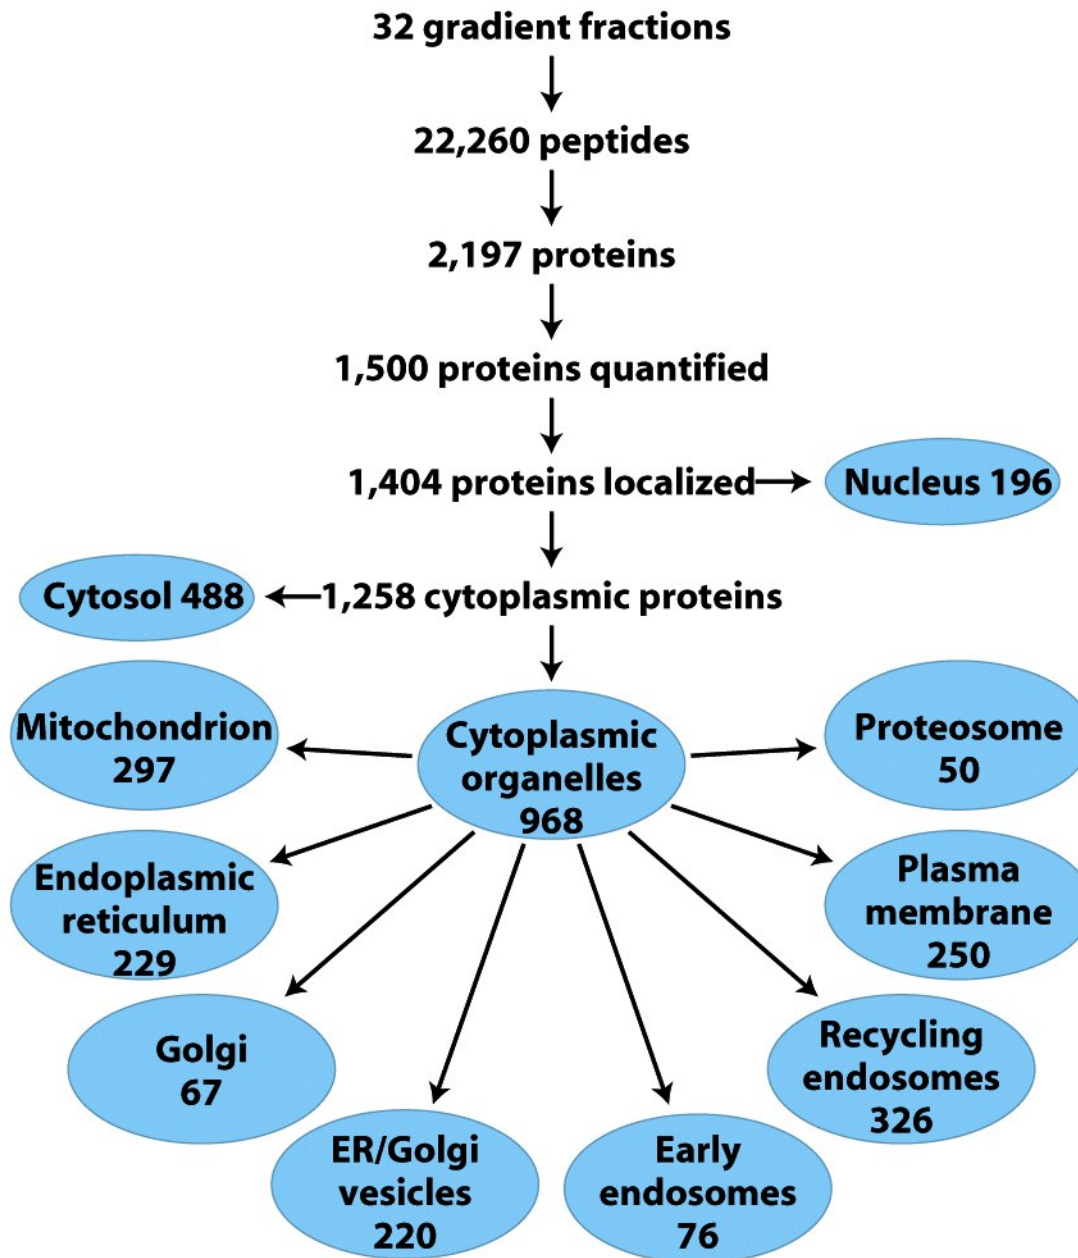 32 gradient fractions
22,260 peptides
2,197 proteins
1,500 proteins quantified
1,404 proteins localized
Nucleus 196
Cytosol 488
1,258 cytoplasmic proteins
Mitochondrion
297
Cytoplasmic
organelles
968
Proteosome
50
Endoplasmic
reticulum
229
Plasma
membrane
250
Golgi
67
Recycling
endosomes
326
ER/Golgi
vesicles
220
Early
endosomes
76